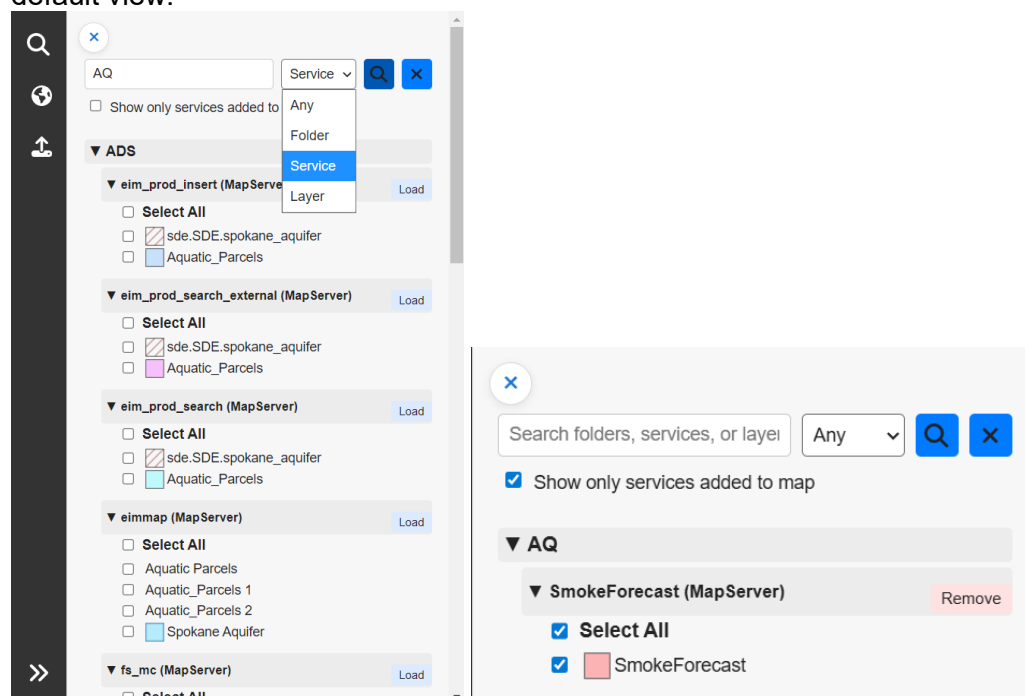 default view.
AQ
Service
Show only services added to
Any
Folder
Service
Layer
▼ ADS
▼ eim_prod_insert (MapServe
Load
Select All
sde.SDE.spokane_aquifer
Aquatic_Parcels
▼ eim_prod_search_external (MapServer)
Load
Select All
sde.SDE.spokane_aquifer
Aquatic_Parcels
▼ eim_prod_search (MapServer)
Load
Select All
sde.SDE.spokane_aquifer
Aquatic_Parcels
▼ eimmap (MapServer)
Load
Select All
Aquatic Parcels
Aquatic_Parcels 1
Aquatic_Parcels 2
Spokane Aquifer
▼ fs_mc (MapServer)
Load
Select All
Search folders, services, or layer
Any
Show only services added to map
▼ AQ
▼ SmokeForecast (MapServer)
Remove
Select All
SmokeForecast